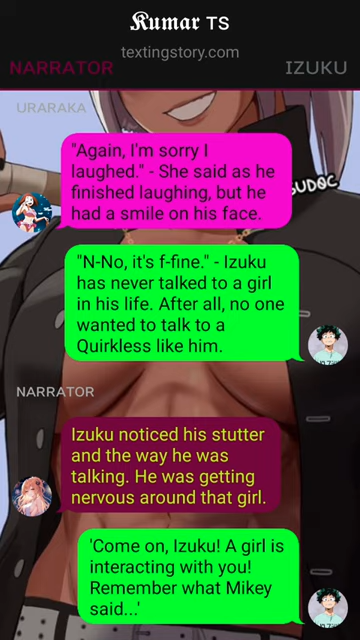 Kumar TS
textingstory.com
NARRATOR
IZUKU
URARAKA
"Again, I'm sorry I
laughed." - She said as he
finished laughing, but he
had a smile on his face.
"N-No, it's f-fine." - Izuku
has never talked to a girl
in his life. After all, no one
wanted to talk to a
Quirkless like him.
NARRATOR
Izuku noticed his stutter
and the way he was
talking. He was getting
nervous around that girl.
'Come on, Izuku! A girl is
interacting with you!
Remember what Mikey
said...'